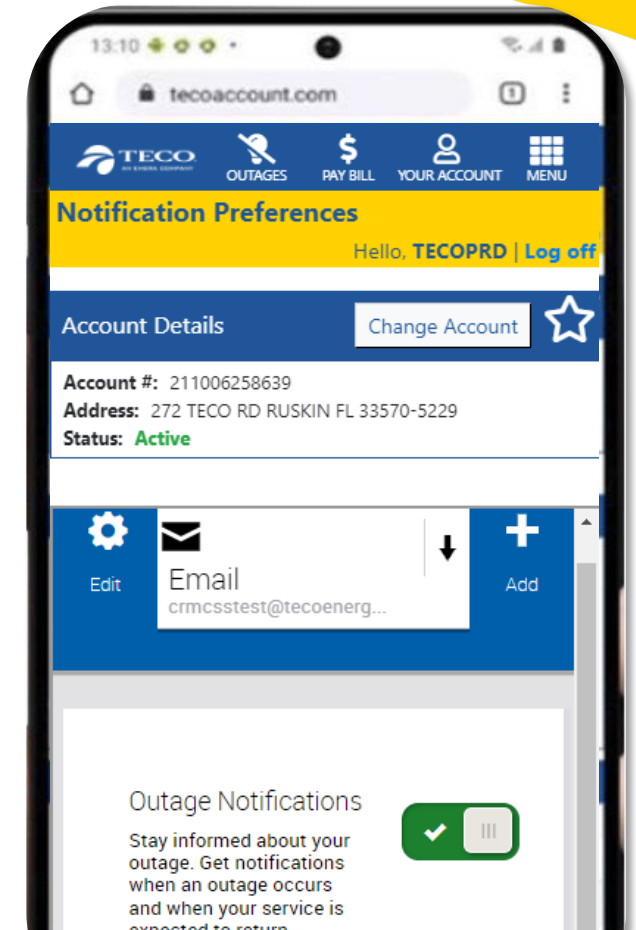 13:10
tecoaccount.com
1
TECO
AN EMERA COMPANY
OUTAGES
PAY BILL
YOUR ACCOUNT
MENU
Notification Preferences
Hello, TECOPRD | Log off
Account Details
Change Account
Account #: 211006258639
Address: 272 TECO RD RUSKIN FL 33570-5229
Status: Active
Edit
Email
crmcsstest@tecoenerg...
Add
Outage Notifications
Stay informed about your
outage. Get notifications
when an outage occurs
and when your service is
expected to return